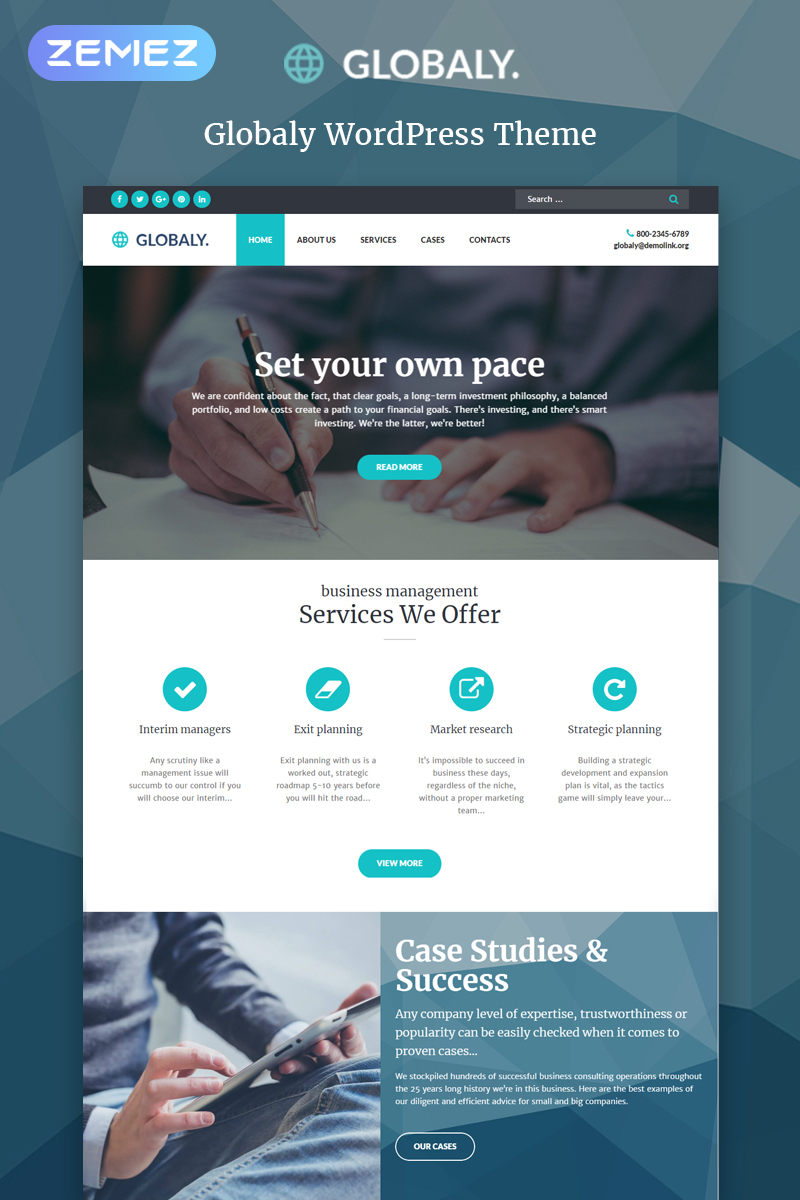 ZEMEZ
GLOBALY.
Globaly WordPress Theme
Search ...
GLOBALY.
HOME
ABOUT US
SERVICES
CASES
CONTACTS
800-2345-6789
globaly@demolink.org
Set your own pace
We are confident about the fact, that clear goals, a long-term investment philosophy, a balanced
portfolio, and low costs create a path to your financial goals. There's investing, and there's smart
investing. We're the latter, we're better!
READ MORE
business management
Services We Offer
Interim managers
Any scrutiny like a
management issue will
succumb to our control if you
will choose our interim...
Exit planning
Exit planning with us is a
worked out, strategic
roadmap 5-10 years before
you will hit the road...
Market research
It's impossible to succeed in
business these days,
regardless of the niche,
without a proper marketing
team...
Strategic planning
Building a strategic
development and expansion
plan is vital, as the tactics
game will simply leave your...
VIEW MORE
Case Studies &
Success
Any company level of expertise, trustworthiness or
popularity can be easily checked when it comes to
proven cases...
We stockpiled hundreds of successful business consulting operations throughout
the 25 years long history we're in this business. Here are the best examples of
our diligent and efficient advice for small and big companies.
OUR CASES